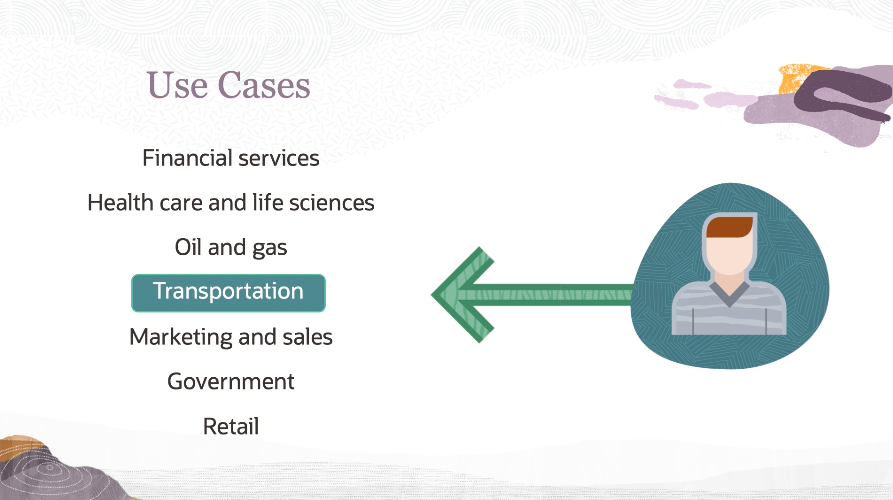 Use Cases
Financial services
Health care and life sciences
Oil and gas
Transportation
Marketing and sales
Government
Retail